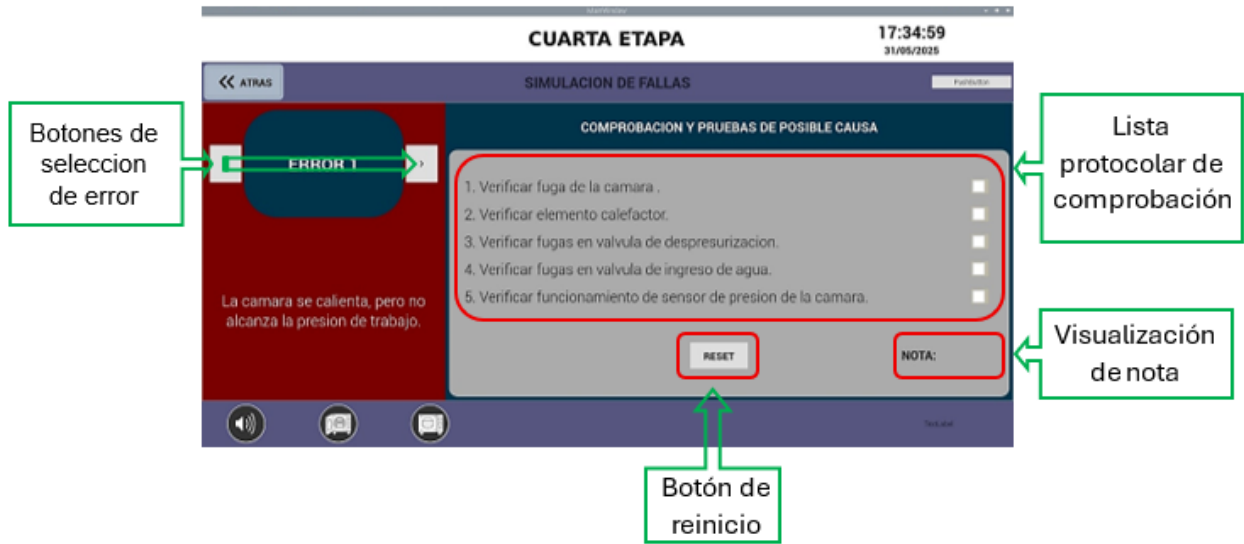 MainWindow
CUARTA ETAPA
17:34:59
31/05/2025
ATRAS
SIMULACION DE FALLAS
PushButton
Botones de
seleccion
de error
ERROR 1
La camara se calienta, pero no
alcanza la presion de trabajo.
COMPROBACION Y PRUEBAS DE POSIBLE CAUSA
1. Verificar fuga de la camara .
2. Verificar elemento calefactor.
3. Verificar fugas en valvula de despresurizacion.
4. Verificar fugas en valvula de ingreso de agua.
5. Verificar funcionamiento de sensor de presion de la camara.
RESET
NOTA:
Lista
protocolar de
comprobación
Visualización
de nota
TextLabel
Botón de
reinicio